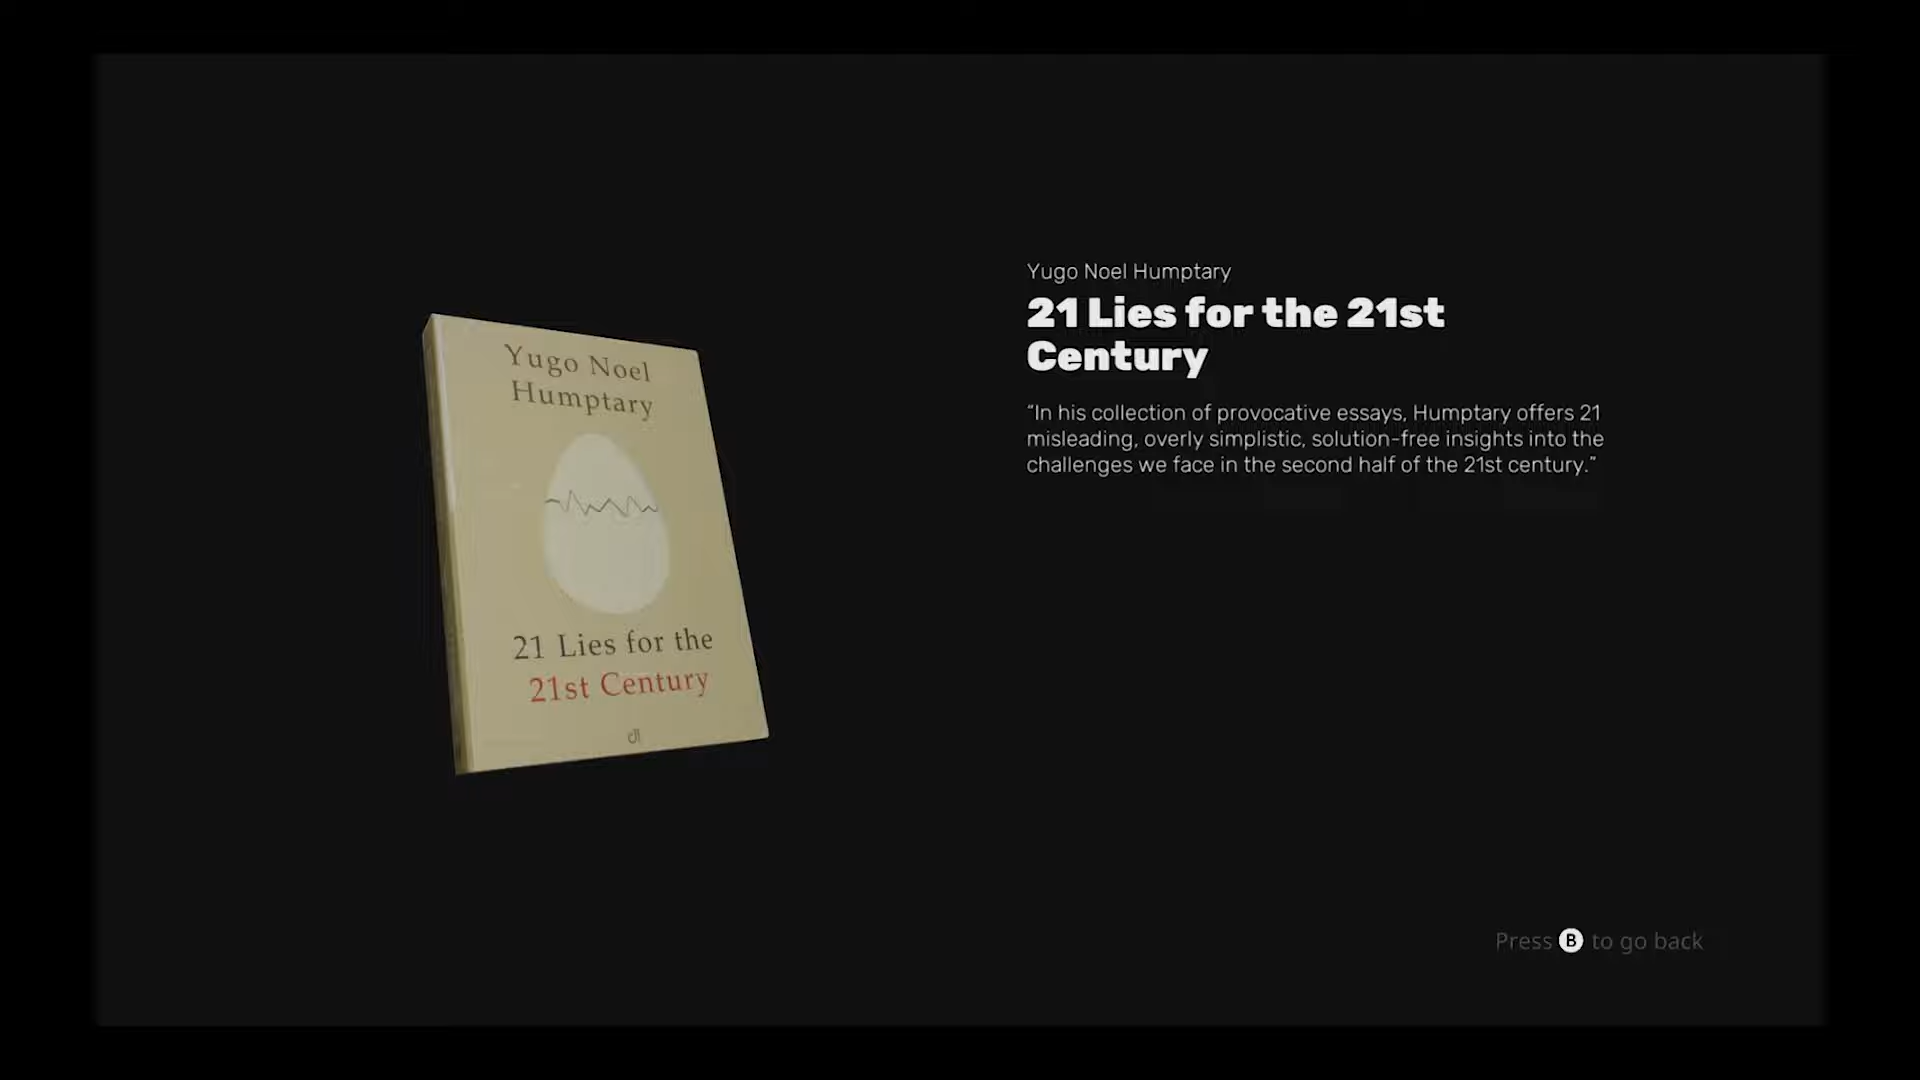 Yugo Noel
Humptary
21 Lies for the
21st Century
Yugo Noel Humptary
21 Lies for the 21st
Century
“In his collection of provocative essays, Humptary offers 21
misleading, overly simplistic, solution-free insights into the
challenges we face in the second half of the 21st century.”
Press B to go back